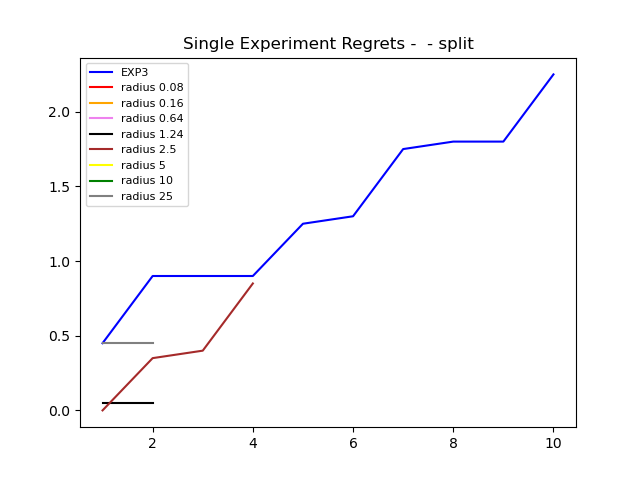 Single Experiment Regrets -  - split
EXP3
radius 0.08
radius 0.16
radius 0.64
radius 1.24
radius 2.5
radius 5
radius 10
radius 25
2.0
1.5
1.0
0.5
0.0
2 4 6 8 10